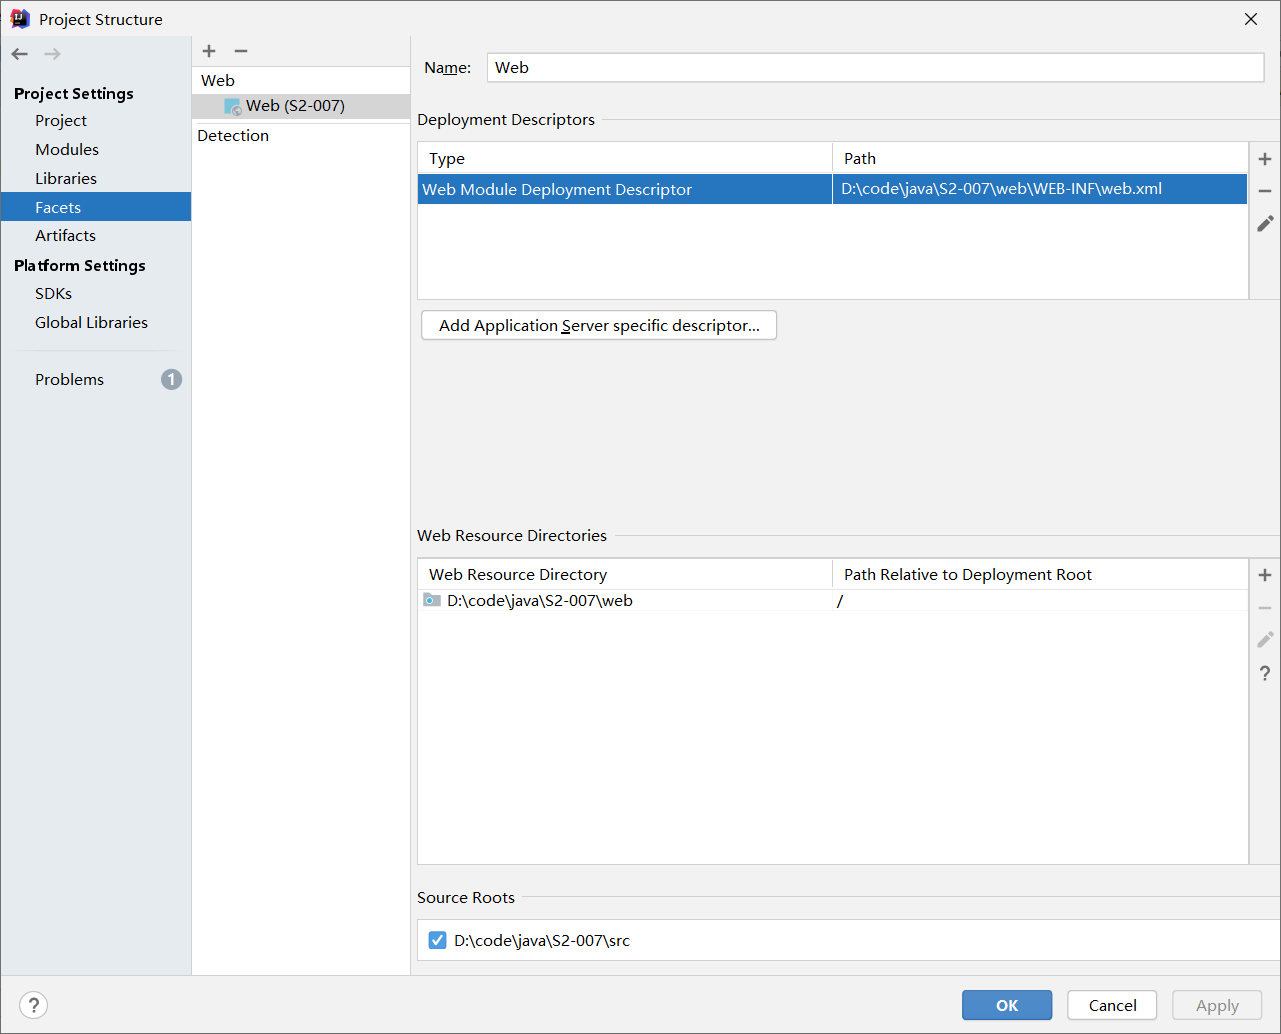 Project Structure
Project Settings
Project
Modules
Libraries
Facets
Artifacts
Platform Settings
SDKs
Global Libraries
Problems 1
Web
Web (S2-007)
Detection
Name: Web
Deployment Descriptors
Type Path
Web Module Deployment Descriptor D:\code\java\S2-007\web\WEB-INF\web.xml
Add Application Server specific descriptor...
Web Resource Directories
Web Resource Directory Path Relative to Deployment Root
D:\code\java\S2-007\web /
?
Source Roots
D:\code\java\S2-007\src
? OK Cancel Apply